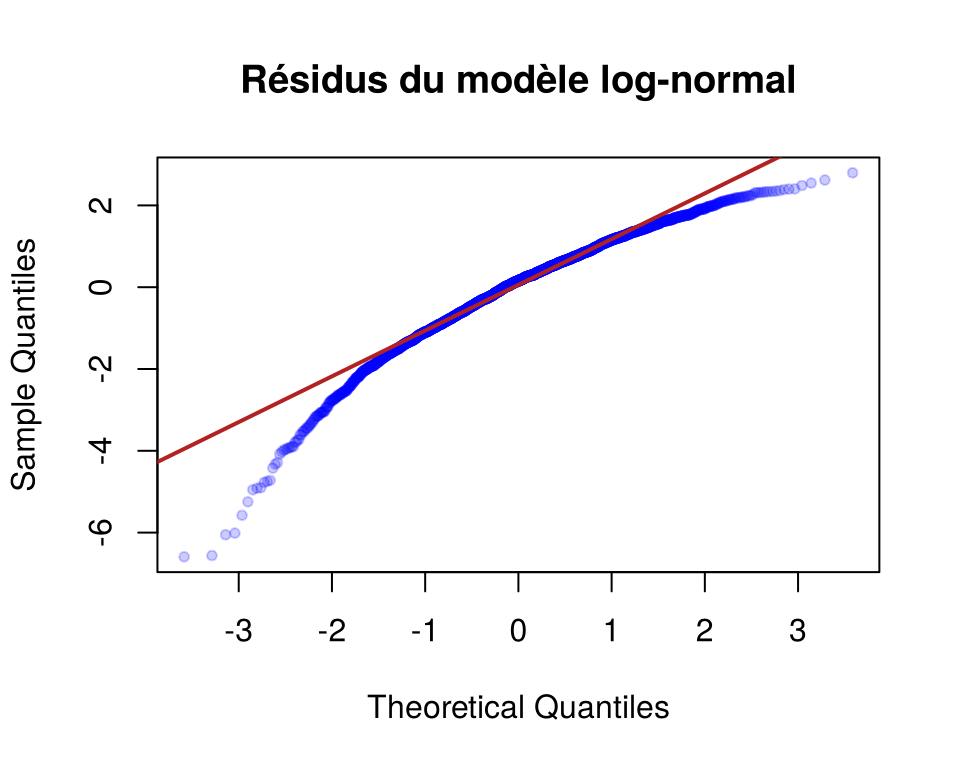 Résidus du modèle log-normal
Sample Quantiles
2
0
-2
-4
-6
-3 -2 -1 0 1 2 3
Theoretical Quantiles